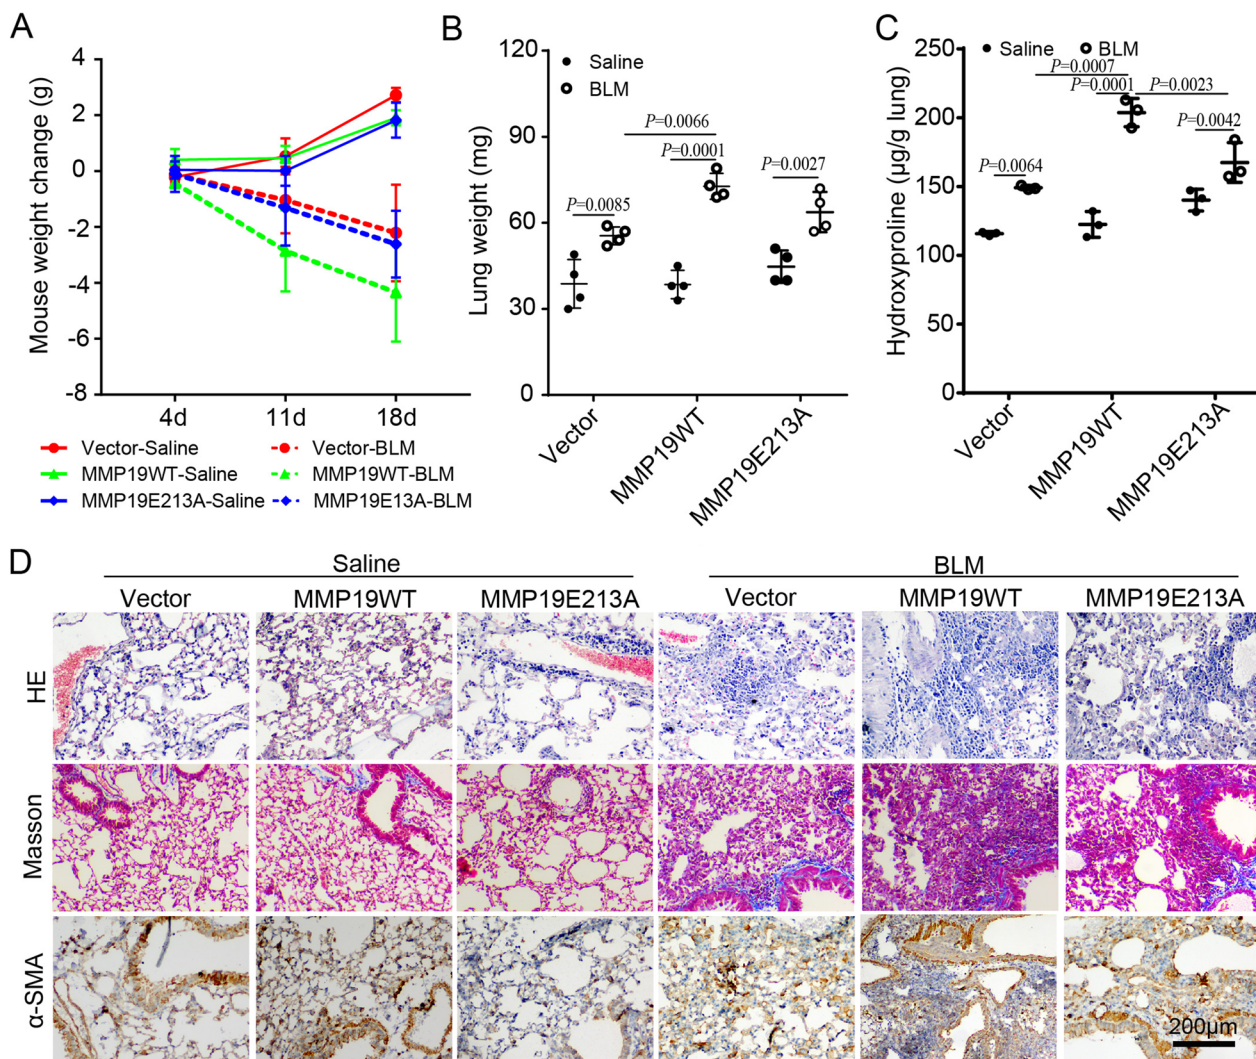 A
Mouse weight change (g)
4
2
0
-2
-4
-6
-8
4d 11d 18d
Vector-Saline Vector-BLM
MMP19WT-Saline MMP19WT-BLM
MMP19E213A-Saline MMP19E13A-BLM
B
Lung weight (mg)
120
90
60
30
0
Saline
BLM
P=0.0066
P=0.0001
P=0.0027
P=0.0085
Vector
MMP19WT
MMP19E213A
C
Hydroxyproline (µg/g lung)
250
200
150
100
50
0
Saline BLM
P=0.0007
P=0.0001 P=0.0023
P=0.0042
P=0.0064
Vector
MMP19WT
MMP19E213A
D
Saline BLM
Vector MMP19WT MMP19E213A Vector MMP19WT MMP19E213A
HE
Masson
α-SMA
200µm